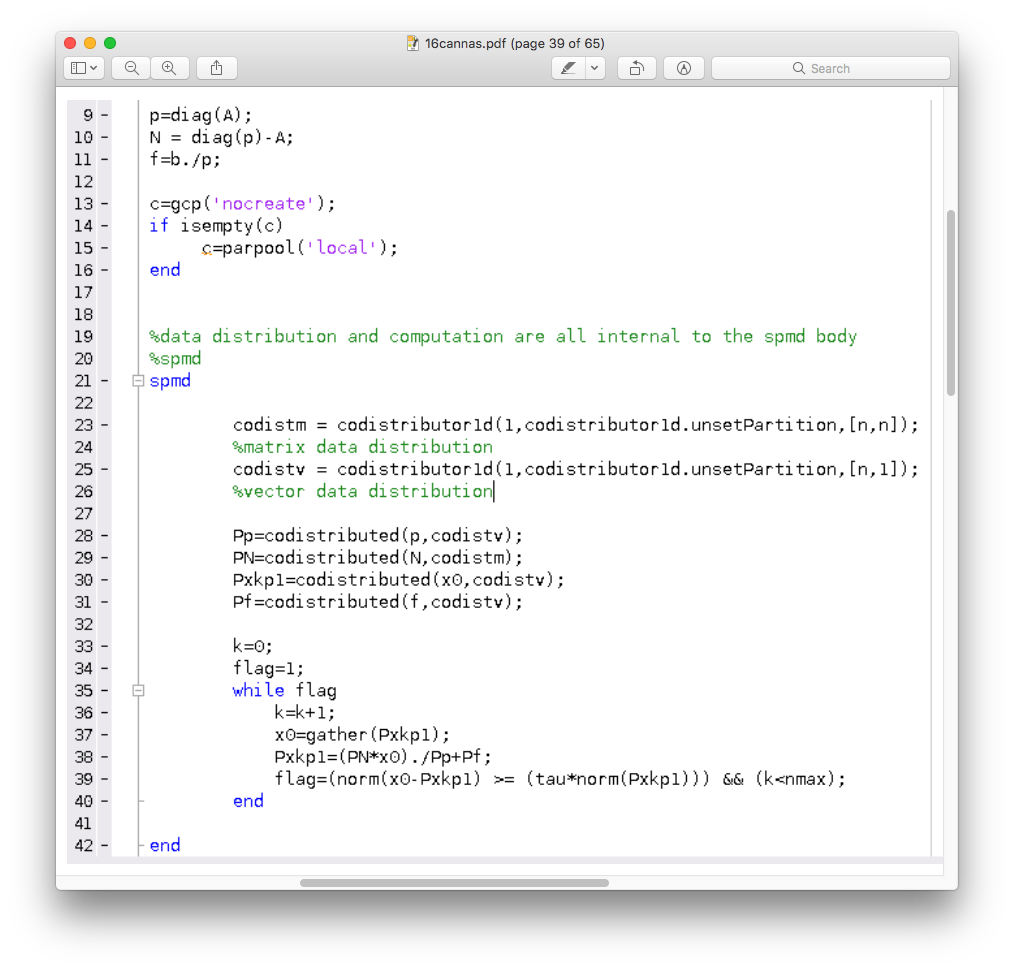 16cannas.pdf (page 39 of 65)
Search
9 - p=diag(A);
10 - N = diag(p)-A;
11 - f=b./p;
12
13 - c=gcp('nocreate');
14 - if isempty(c)
15 - c=parpool('local');
16 - end
17
18
19 %data distribution and computation are all internal to the spmd body
20 %spmd
21 - spmd
22
23 - codistm = codistributor1d(1,codistributor1d.unsetPartition,[n,n]);
24 %matrix data distribution
25 - codistv = codistributor1d(1,codistributor1d.unsetPartition,[n,1]);
26 %vector data distribution
27
28 - Pp=codistributed(p,codistv);
29 - PN=codistributed(N,codistm);
30 - Pxkp1=codistributed(x0,codistv);
31 - Pf=codistributed(f,codistv);
32
33 - k=0;
34 - flag=1;
35 - while flag
36 - k=k+1;
37 - x0=gather(Pxkp1);
38 - Pxkp1=(PN*x0)./Pp+Pf;
39 - flag=(norm(x0-Pxkp1) >= (tau*norm(Pxkp1))) && (k<nmax);
40 - end
41
42 - end